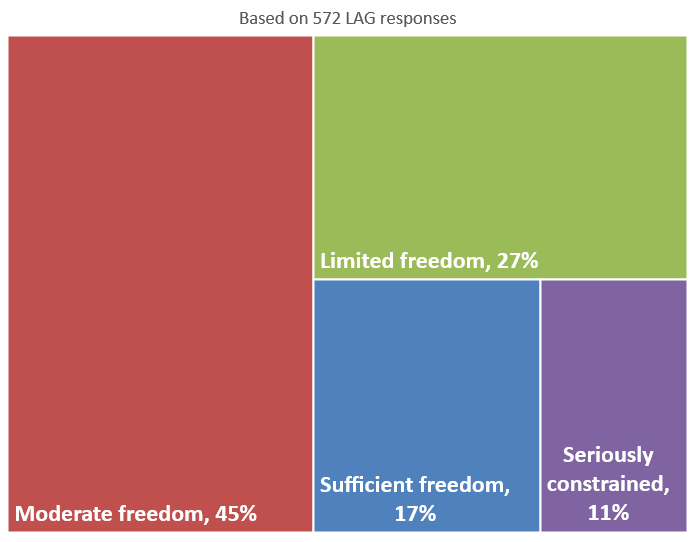 Based on 572 LAG responses
Limited freedom, 27%
Moderate freedom, 45%
Sufficient freedom,
17%
Seriously
constrained,
11%